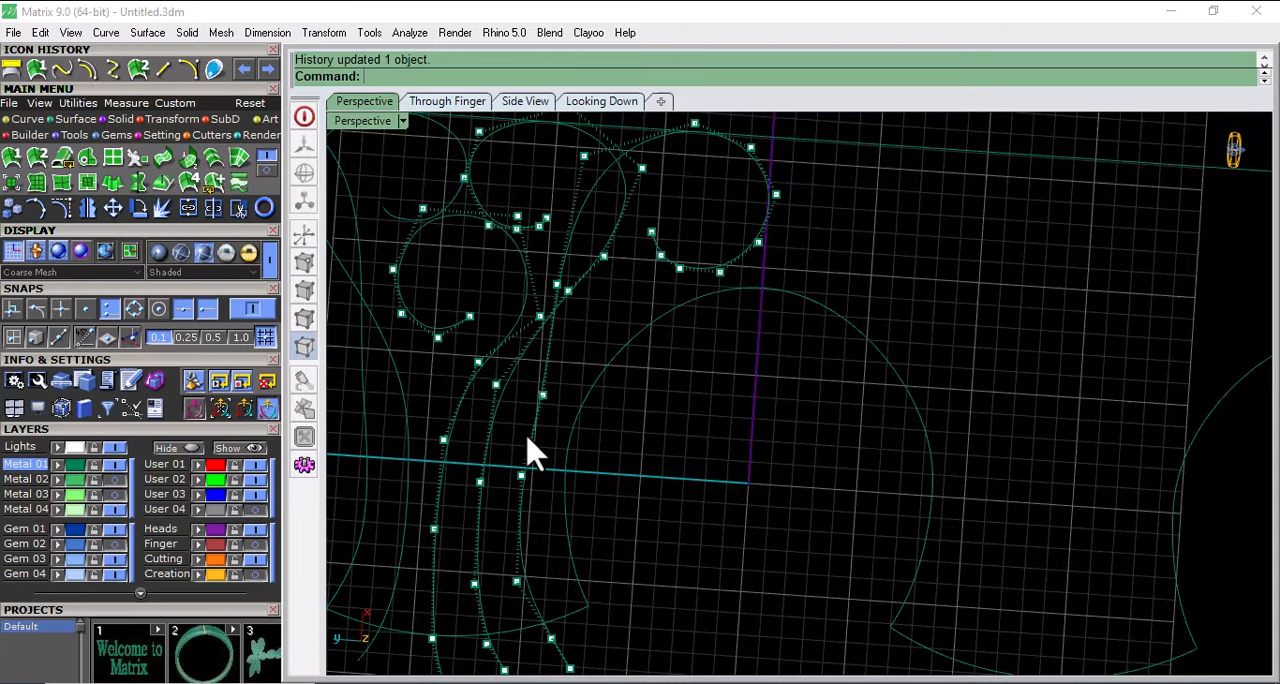 Matrix 9.0 (64-bit) - Untitled.3dm
File Edit View Curve Surface Solid Mesh Dimension Transform Tools Analyze Render Rhino 5.0 Blend Clayoo Help
ICON HISTORY
History updated 1 object.
Command:
MAIN MENU
File View Utilities Measure Custom Reset
Curve Surface Solid Transform SubD Art
Builder Tools Gems Setting Cutters Render
Perspective Through Finger Side View Looking Down
Perspective
DISPLAY
Coarse Mesh Shaded
SNAPS
0.1 0.25 0.5 1.0
INFO & SETTINGS
LAYERS
Lights Hide Show
Metal 01 User 01
Metal 02 User 02
Metal 03 User 03
Metal 04 User 04
Gem 01 Heads
Gem 02 Finger
Gem 03 Cutting
Gem 04 Creation
PROJECTS
Default
1 2 3
Welcome to
Matrix
x
y
z